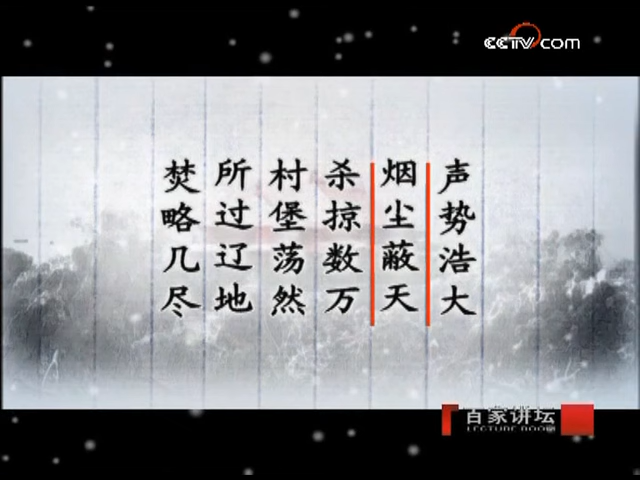 CCTV.com
声势浩大
烟尘蔽天
杀掠数万
村堡荡然
所过辽地
焚略几尽
百家讲坛
LECTURE ROOM